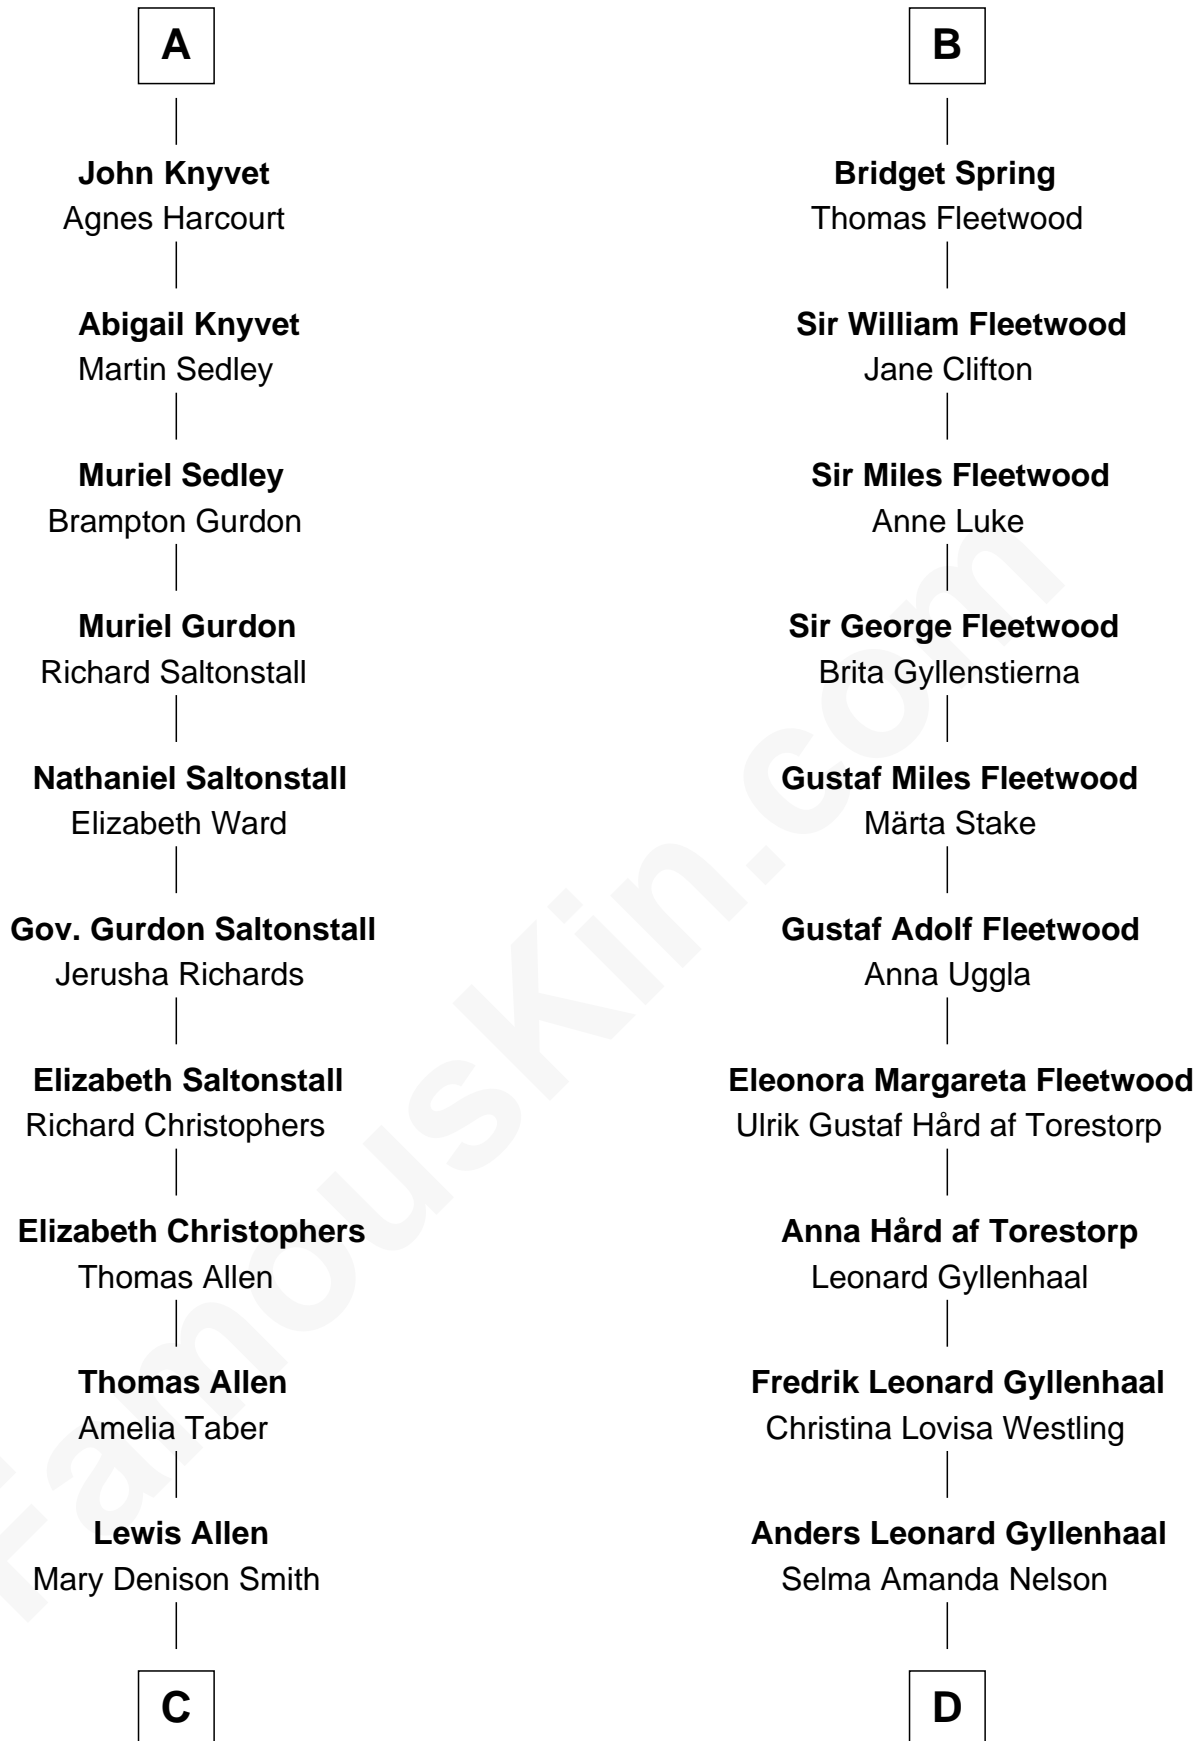 A
John Knyvet
Agnes Harcourt
Abigail Knyvet
Martin Sedley
Muriel Sedley
Brampton Gurdon
Muriel Gurdon
Richard Saltonstall
Nathaniel Saltonstall
Elizabeth Ward
Gov. Gurdon Saltonstall
Jerusha Richards
Elizabeth Saltonstall
Richard Christophers
Elizabeth Christophers
Thomas Allen
Thomas Allen
Amelia Taber
Lewis Allen
Mary Denison Smith
C
B
Bridget Spring
Thomas Fleetwood
Sir William Fleetwood
Jane Clifton
Sir Miles Fleetwood
Anne Luke
Sir George Fleetwood
Brita Gyllenstierna
Gustaf Miles Fleetwood
Märta Stake
Gustaf Adolf Fleetwood
Anna Uggla
Eleonora Margareta Fleetwood
Ulrik Gustaf Hård af Torestorp
Anna Hård af Torestorp
Leonard Gyllenhaal
Fredrik Leonard Gyllenhaal
Christina Lovisa Westling
Anders Leonard Gyllenhaal
Selma Amanda Nelson
D
FamousKin.com